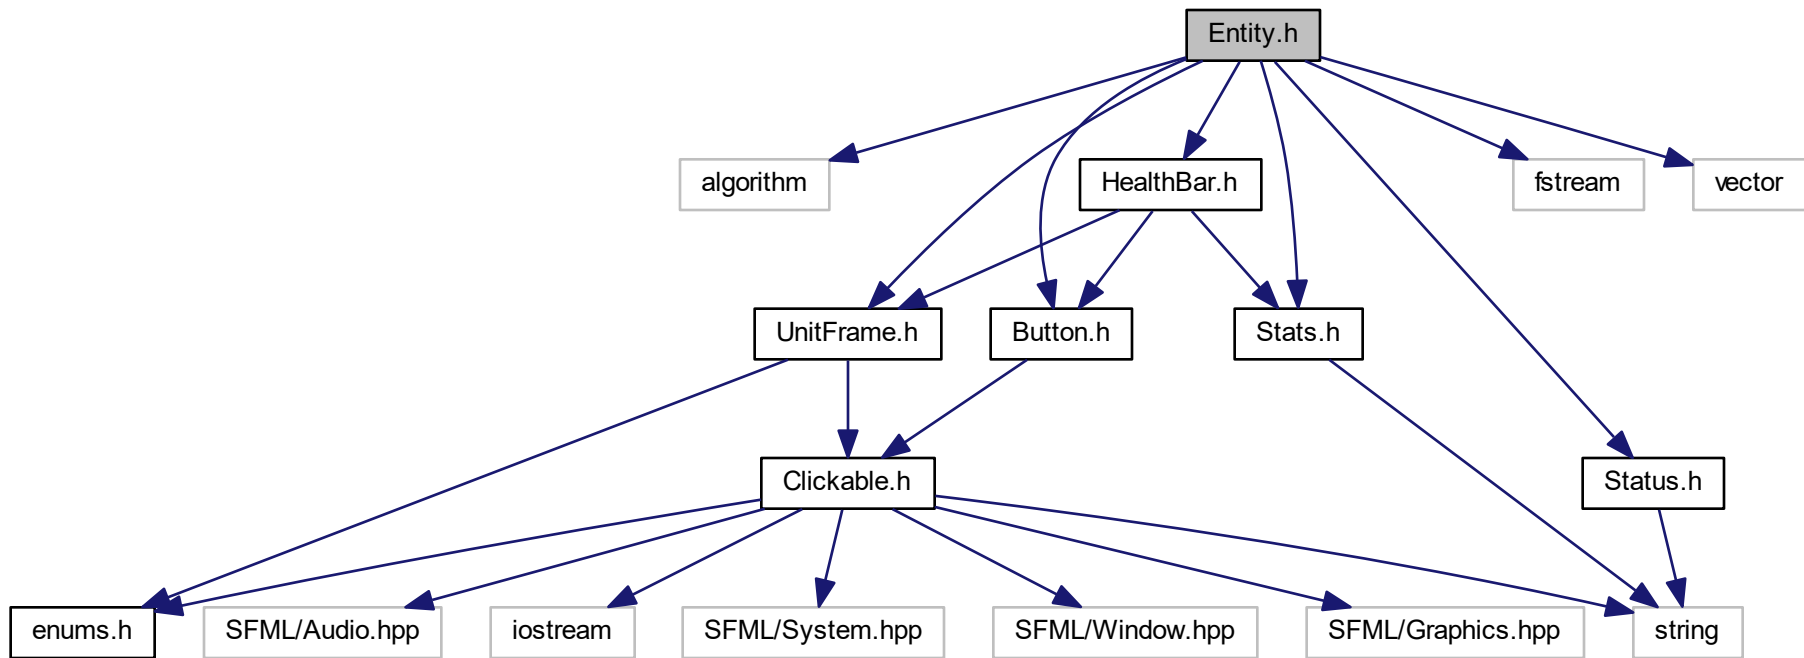 Entity.h
algorithm
HealthBar.h
fstream
vector
UnitFrame.h
Button.h
Stats.h
Clickable.h
Status.h
enums.h
SFML/Audio.hpp
iostream
SFML/System.hpp
SFML/Window.hpp
SFML/Graphics.hpp
string